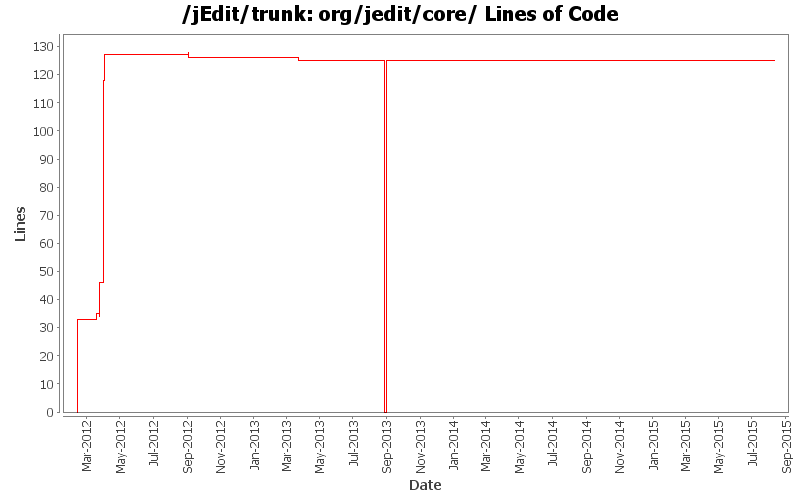 /jEdit/trunk: org/jedit/core/ Lines of Code
130
120
110
100
90
80
70
60
50
40
30
20
10
0
Lines
Mar-2012
May-2012
Jul-2012
Sep-2012
Nov-2012
Jan-2013
Mar-2013
May-2013
Jul-2013
Sep-2013
Nov-2013
Jan-2014
Mar-2014
May-2014
Jul-2014
Sep-2014
Nov-2014
Jan-2015
Mar-2015
May-2015
Jul-2015
Sep-2015
Date